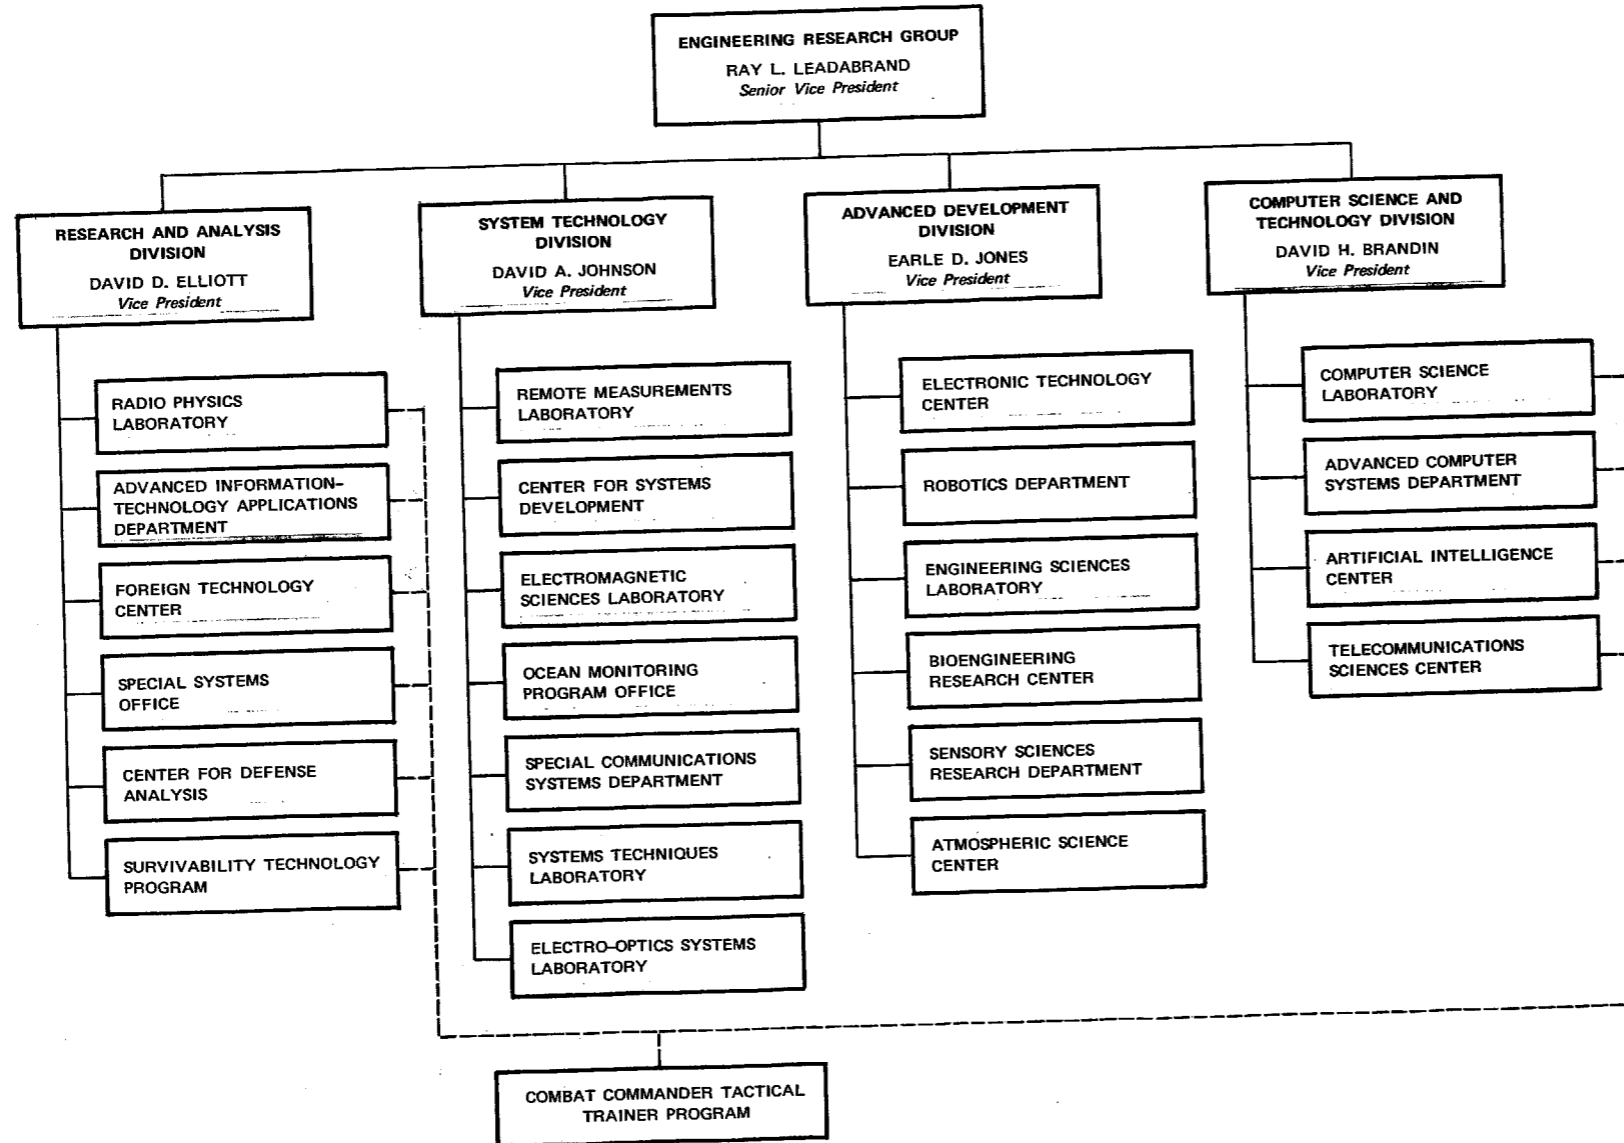 ENGINEERING RESEARCH GROUP
RAY L. LEADABRAND
Senior Vice President
RESEARCH AND ANALYSIS
DIVISION
DAVID D. ELLIOTT
Vice President
RADIO PHYSICS
LABORATORY
ADVANCED INFORMATION-
TECHNOLOGY APPLICATIONS
DEPARTMENT
FOREIGN TECHNOLOGY
CENTER
SPECIAL SYSTEMS
OFFICE
CENTER FOR DEFENSE
ANALYSIS
SURVIVABILITY TECHNOLOGY
PROGRAM
SYSTEM TECHNOLOGY
DIVISION
DAVID A. JOHNSON
Vice President
REMOTE MEASUREMENTS
LABORATORY
CENTER FOR SYSTEMS
DEVELOPMENT
ELECTROMAGNETIC
SCIENCES LABORATORY
OCEAN MONITORING
PROGRAM OFFICE
SPECIAL COMMUNICATIONS
SYSTEMS DEPARTMENT
SYSTEMS TECHNIQUES
LABORATORY
ELECTRO-OPTICS SYSTEMS
LABORATORY
ADVANCED DEVELOPMENT
DIVISION
EARLE D. JONES
Vice President
ELECTRONIC TECHNOLOGY
CENTER
ROBOTICS DEPARTMENT
ENGINEERING SCIENCES
LABORATORY
BIOENGINEERING
RESEARCH CENTER
SENSORY SCIENCES
RESEARCH DEPARTMENT
ATMOSPHERIC SCIENCE
CENTER
COMPUTER SCIENCE AND
TECHNOLOGY DIVISION
DAVID H. BRANDIN
Vice President
COMPUTER SCIENCE
LABORATORY
ADVANCED COMPUTER
SYSTEMS DEPARTMENT
ARTIFICIAL INTELLIGENCE
CENTER
TELECOMMUNICATIONS
SCIENCES CENTER
COMBAT COMMANDER TACTICAL
TRAINER PROGRAM